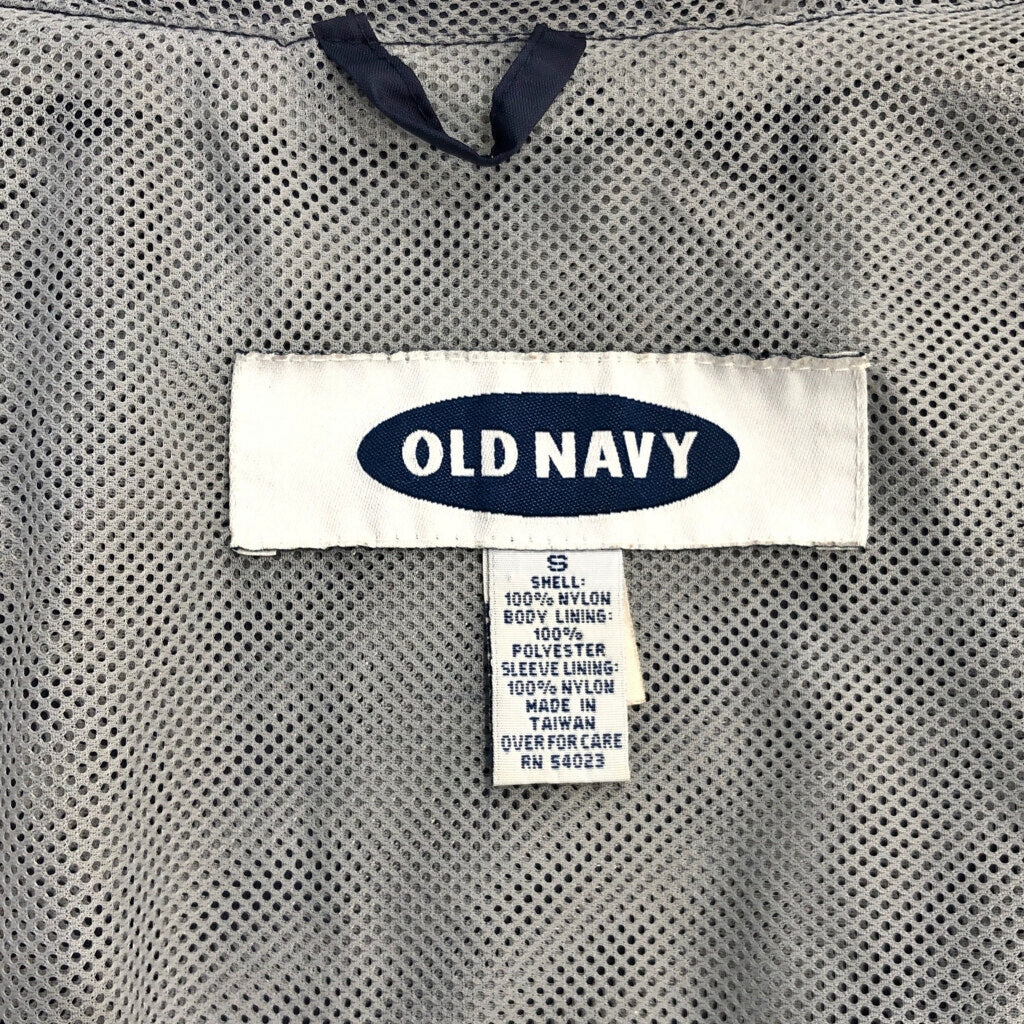 OLD NAVY
S
SHELL:
100% NYLON
BODY LINING:
100%
POLYESTER
SLEEVE LINING:
100% NYLON
MADE IN
TAIWAN
OVER FOR CARE
RN 54023